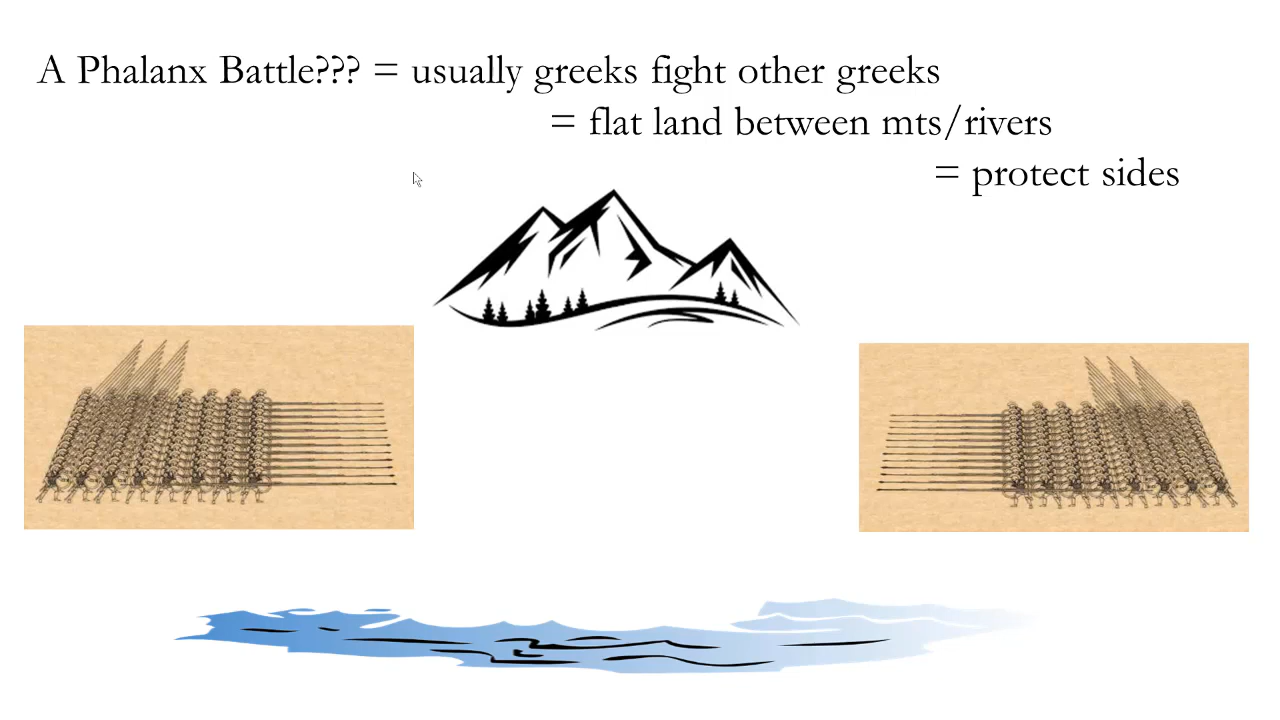 A Phalanx Battle??? = usually greeks fight other greeks
= flat land between mts/rivers
= protect sides